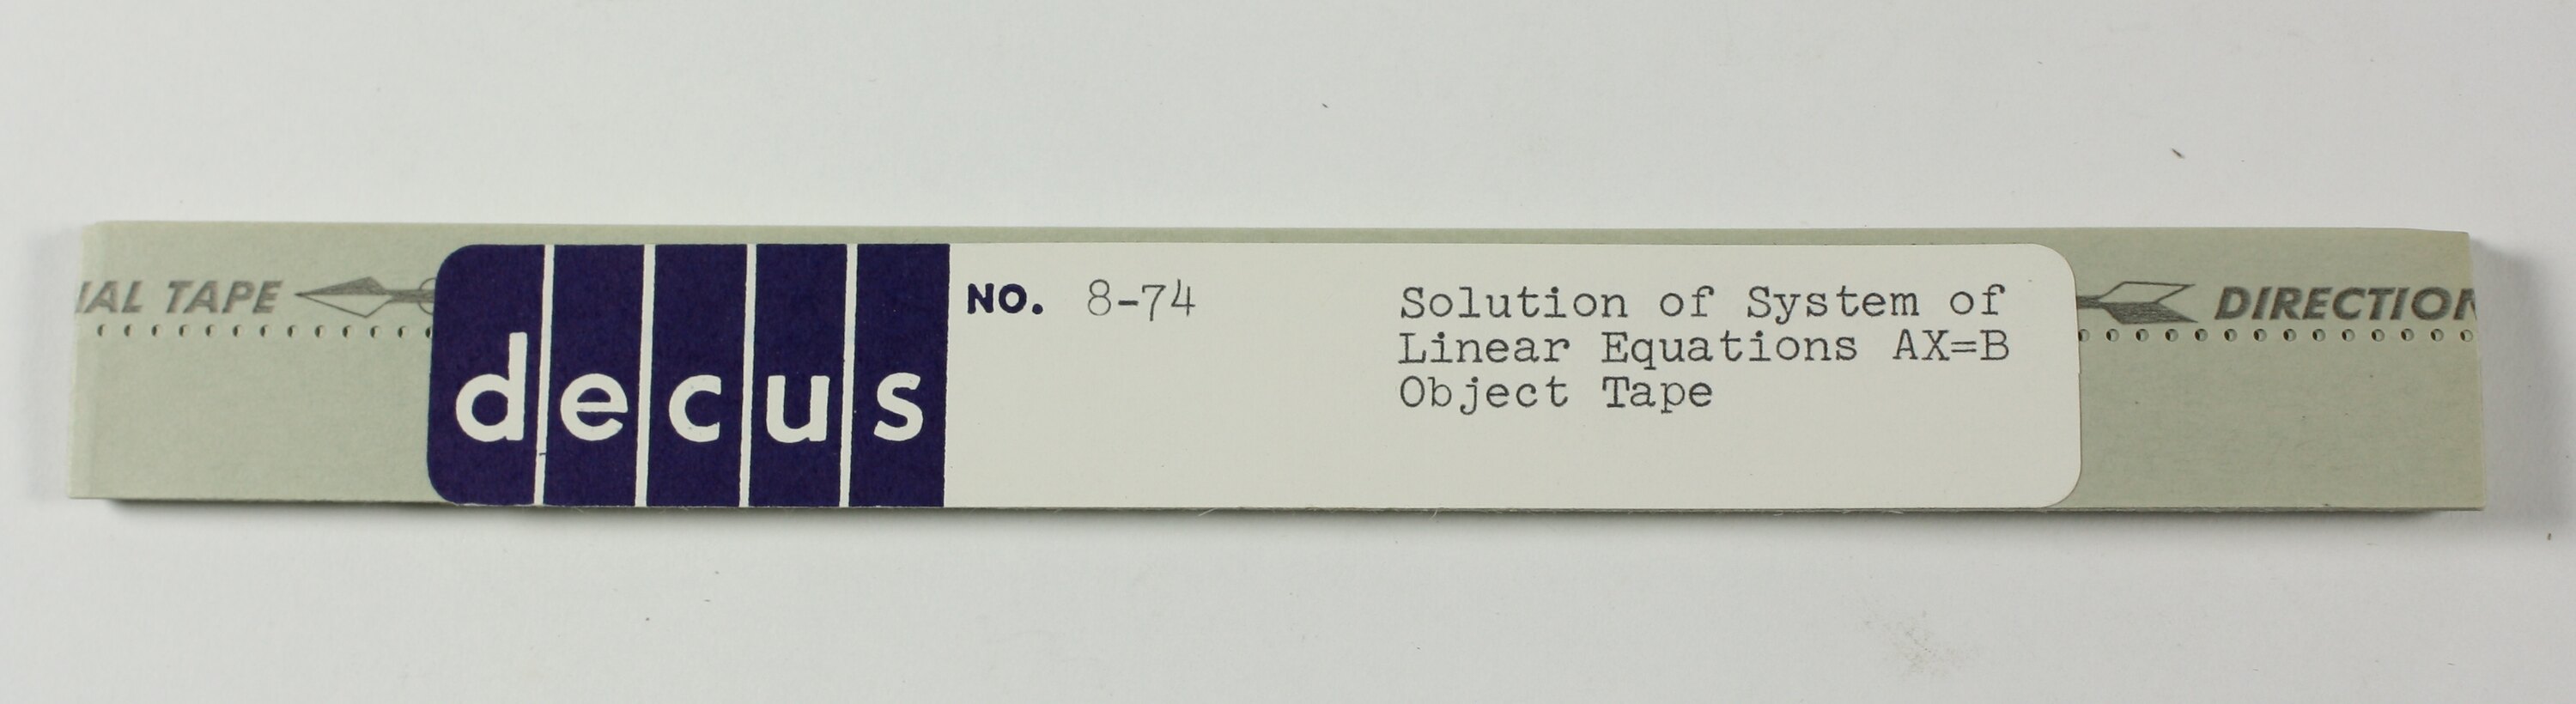 IAL TAPE
decus
NO. 8-74
Solution of System of
Linear Equations AX=B
Object Tape
DIRECTION